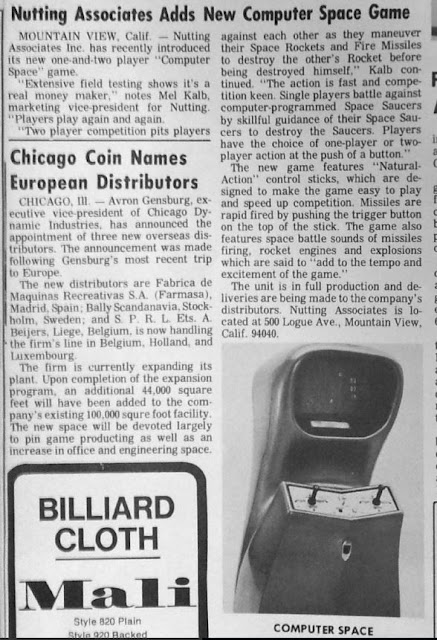 Nutting Associates Adds New Computer Space Game
MOUNTAIN VIEW, Calif. — Nutting
Associates Inc. has recently introduced
its new one-and-two player "Computer
Space" game.
"Extensive field testing shows it's a
real money maker," notes Mel Kalb,
marketing vice-president for Nutting.
"Players play again and again.
"Two player competition pits players
against each other as they maneuver
their Space Rockets and Fire Missiles
to destroy the other's Rocket before
being destroyed himself," Kalb con-
tinued. "The action is fast and compe-
tition keen. Single players battle against
computer-programmed Space Saucers
by skillful guidance of their Space Sau-
cers to destroy the Saucers. Players
have the choice of one-player or two-
player action at the push of a button."
The new game features "Natural-
Action" control sticks, which are de-
signed to make the game easy to play
and speed up competition. Missiles are
rapid fired by pushing the trigger button
on the top of the stick. The game also
features space battle sounds of missiles
firing, rocket engines and explosions
which are said to "add to the tempo and
excitement of the game."
The unit is in full production and de-
liveries are being made to the company's
distributors. Nutting Associates is lo-
cated at 500 Logue Ave., Mountain View,
Calif. 94040.
Chicago Coin Names
European Distributors
CHICAGO, Ill. — Avron Gensburg, ex-
ecutive vice-president of Chicago Dy-
namic Industries, has announced the
appointment of three new overseas dis-
tributors. The announcement was made
following Gensburg's most recent trip
to Europe.
The new distributors are Fabrica de
Maquinas Recreativas S.A. (Farmasa),
Madrid, Spain; Bally Scandanavia, Stock-
holm, Sweden; and S. P. R. L. Ets. A.
Beijers, Liege, Belgium, is now handling
the firm's line in Belgium, Holland, and
Luxembourg.
The firm is currently expanding its
plant. Upon completion of the expansion
program, an additional 44,000 square
feet will have been added to the com-
pany's existing 100,000 squre foot facility.
The new space will be devoted largely
to pin game producting as well as an
increase in office and engineering space.
BILLIARD
CLOTH
Mali
Style 820 Plain
Style 920 Backed
COMPUTER SPACE